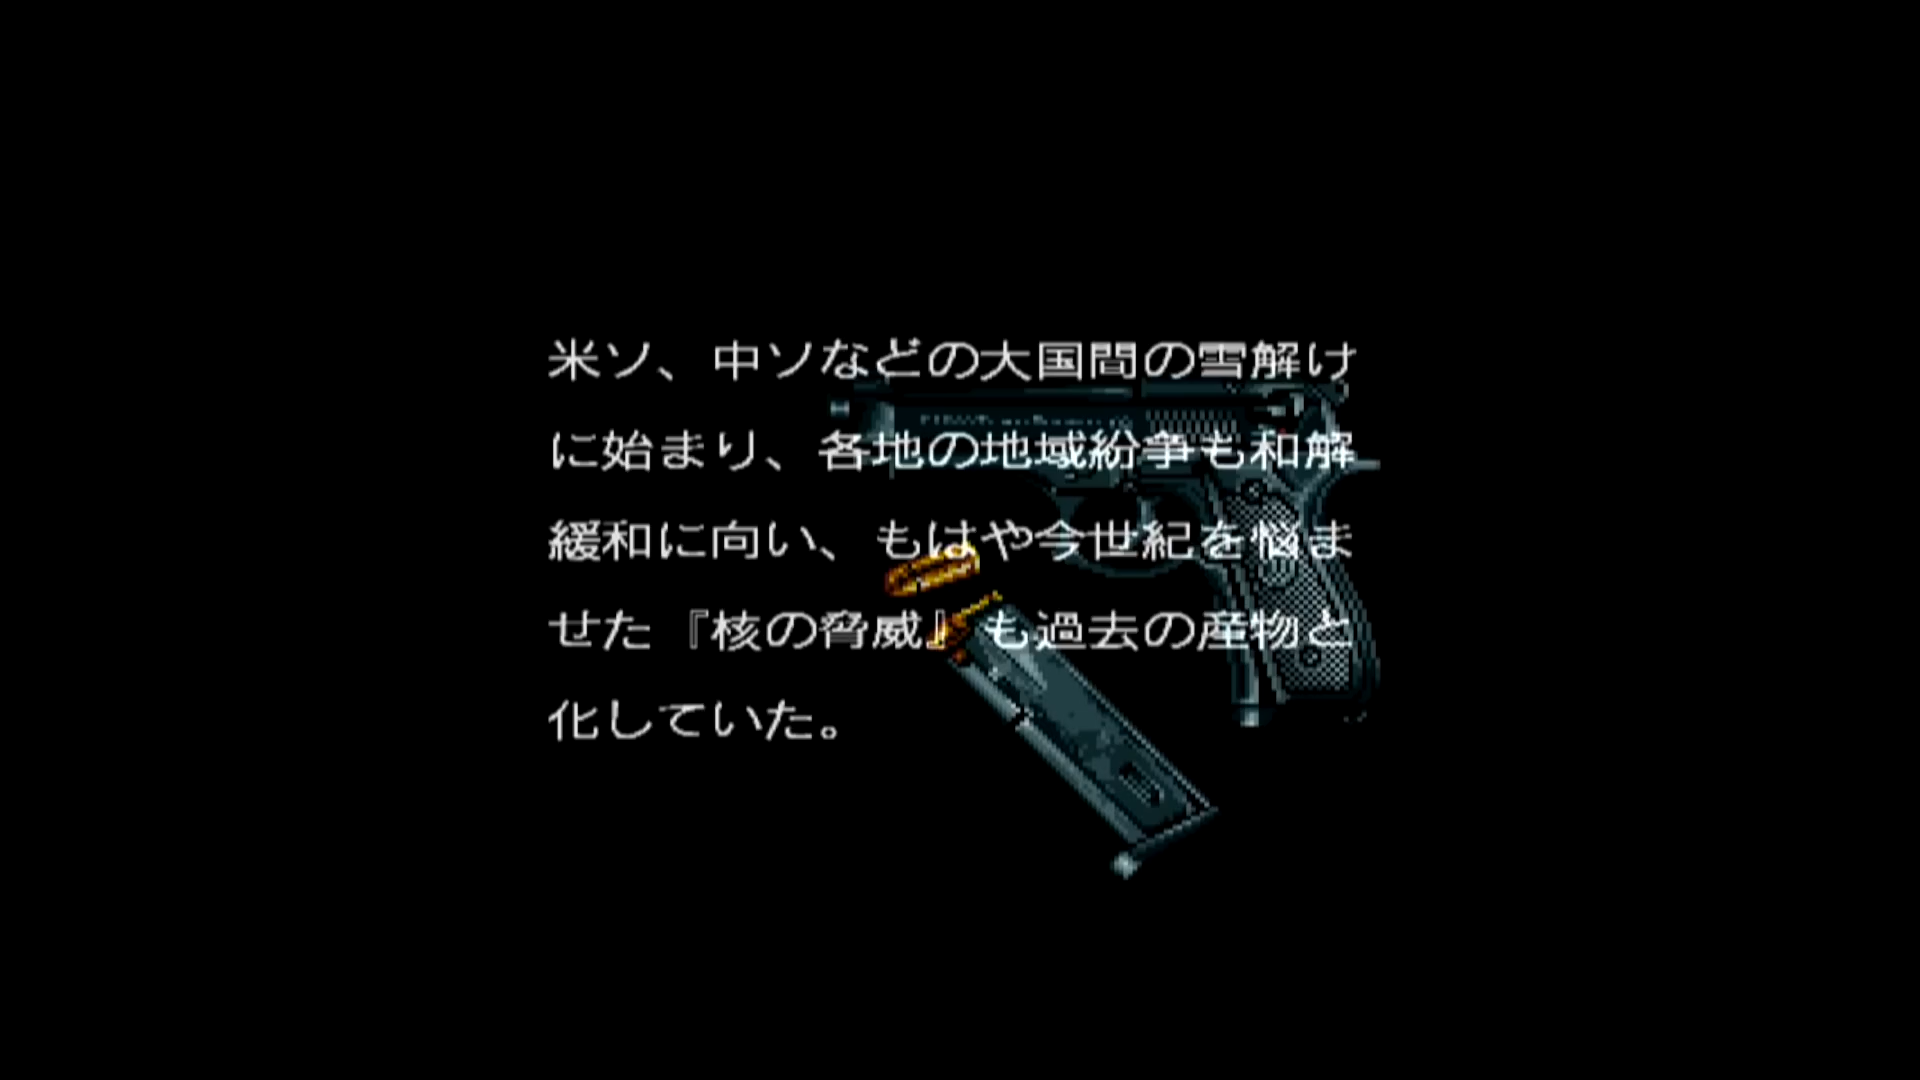 米ソ、中ソなどの大国間の雪解け
に始まり、各地の地域紛争も和解
緩和に向い、もはや今世紀を悩ま
せた『核の脅威』も過去の産物と
化していた。